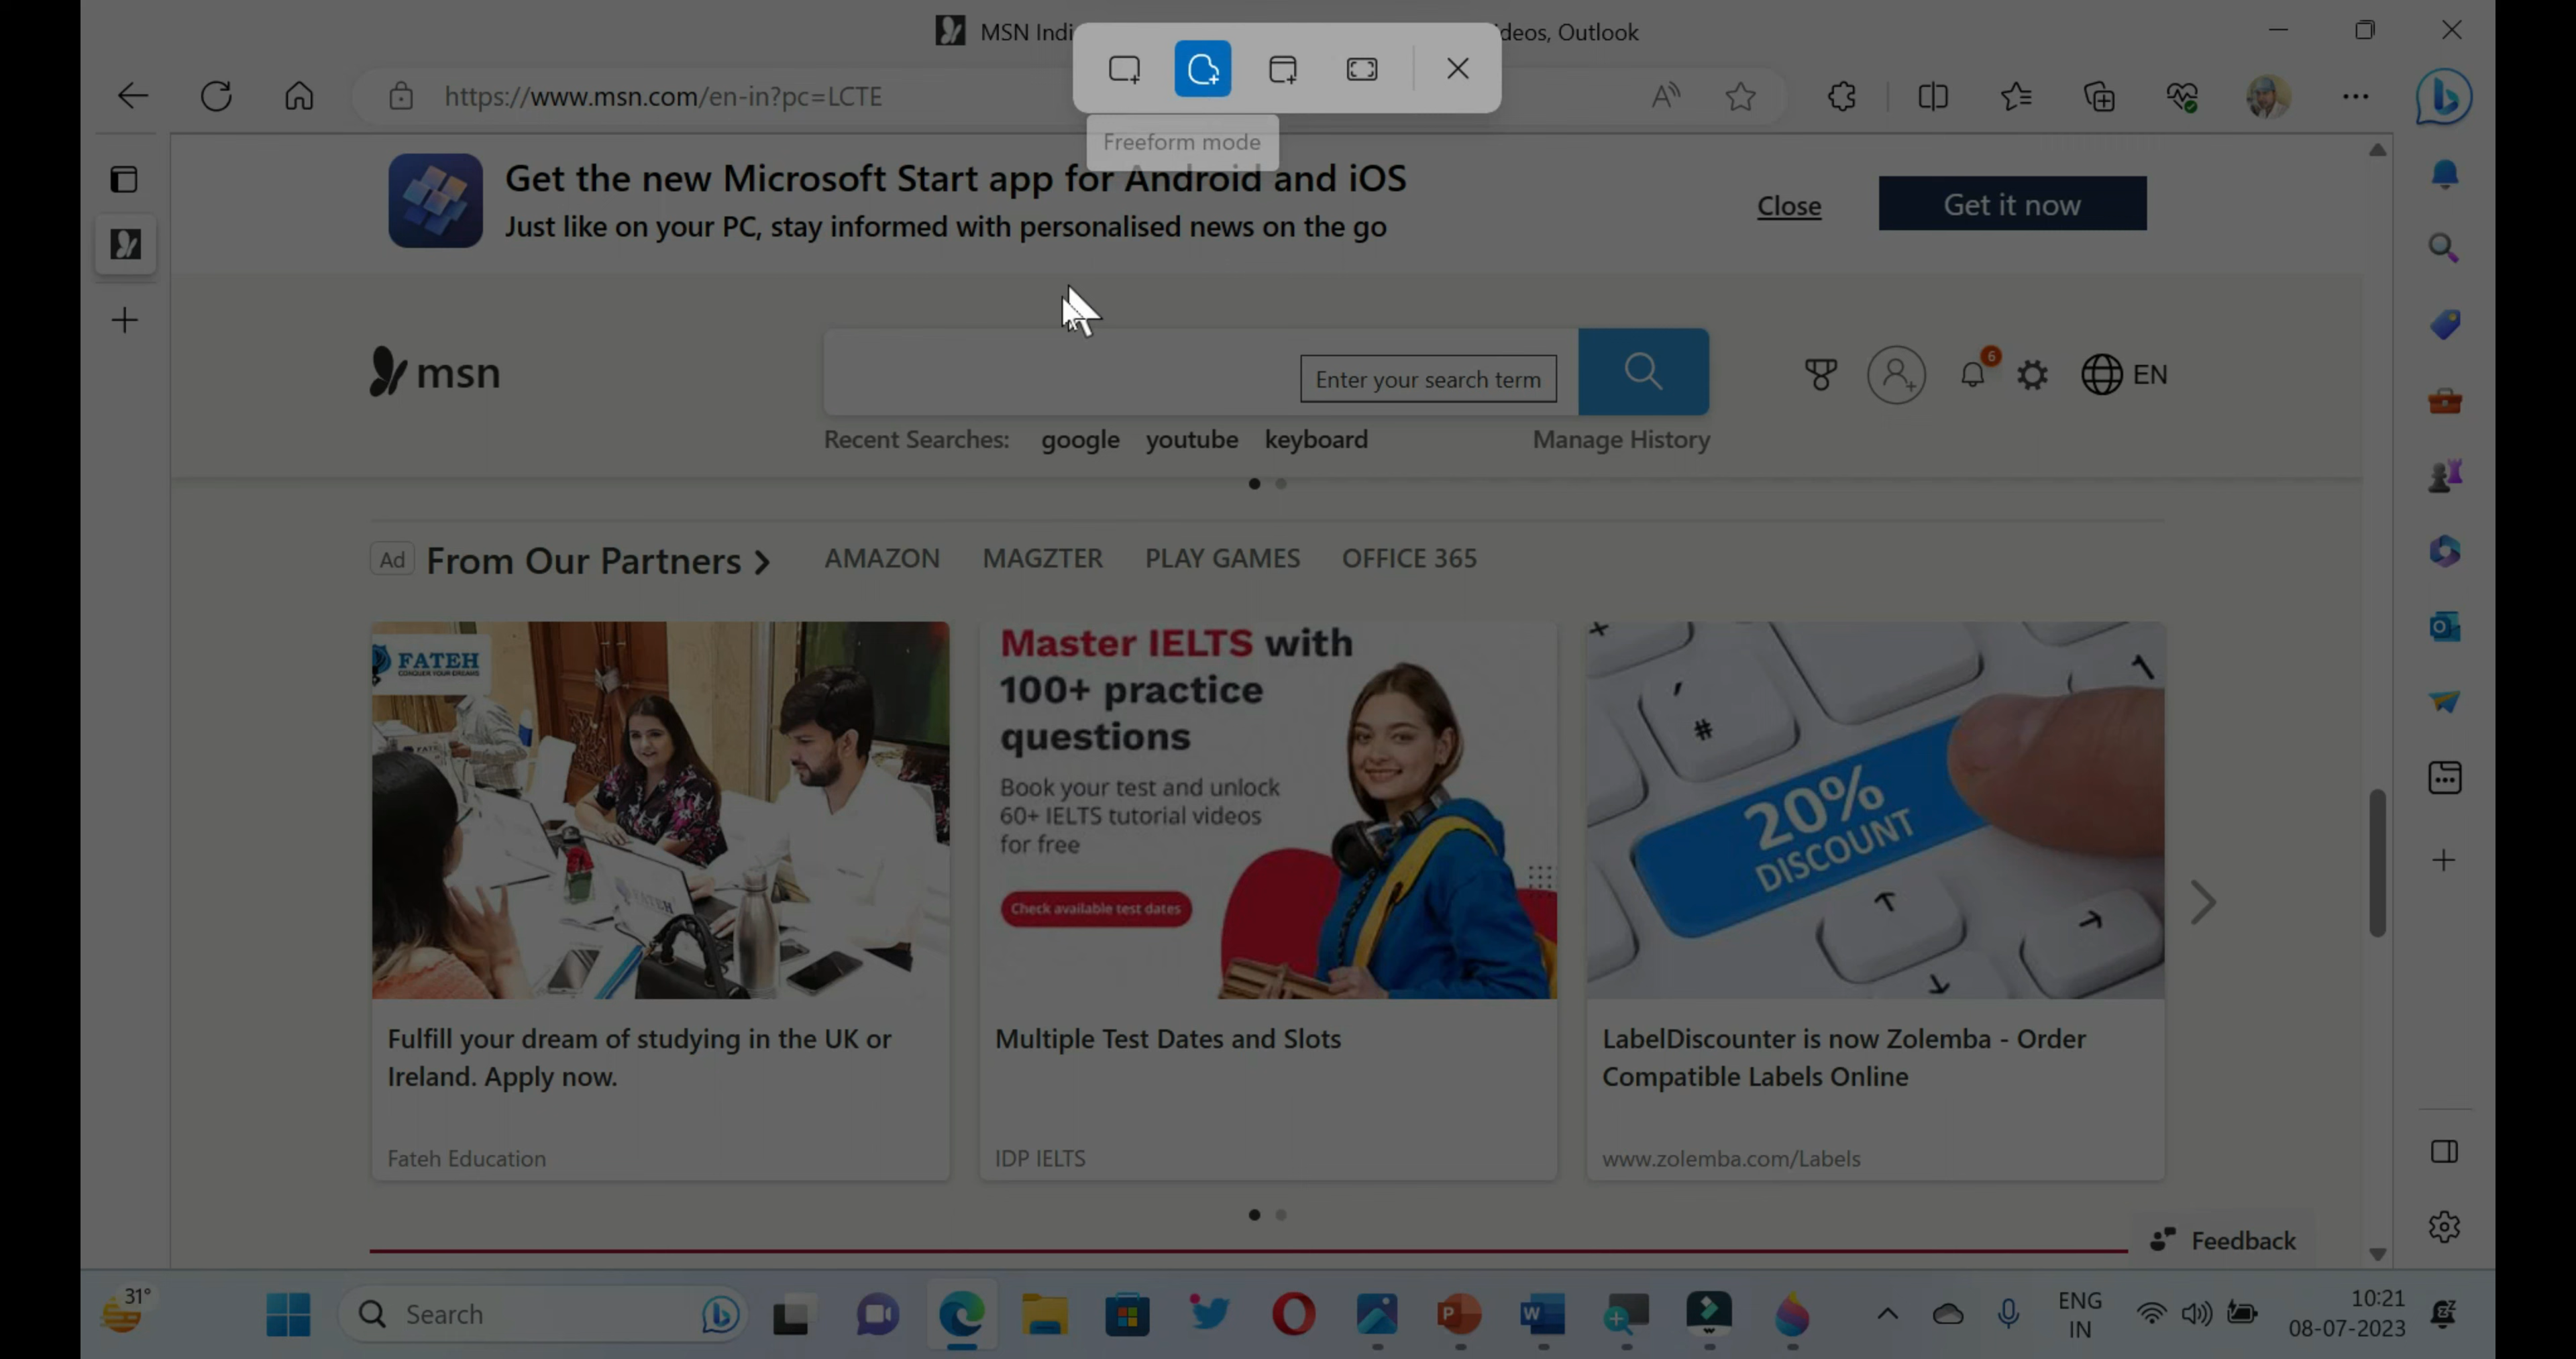 MSN Indi
deos, Outlook
https://www.msn.com/en-in?pc=LCTE
Freeform mode
Get the new Microsoft Start app for Android and iOS
Just like on your PC, stay informed with personalised news on the go
Close
Get it now
msn
Enter your search term
6
EN
Recent Searches: google youtube keyboard
Manage History
Ad From Our Partners
AMAZON MAGZTER PLAY GAMES OFFICE 365
FATEH
CONQUER YOUR DREAMS
FATEH
Master IELTS with
100+ practice
questions
Book your test and unlock
60+ IELTS tutorial videos
for free
Check available test dates
#
20%
DISCOUNT
Fulfill your dream of studying in the UK or
Ireland. Apply now.
Fateh Education
Multiple Test Dates and Slots
IDP IELTS
LabelDiscounter is now Zolemba - Order
Compatible Labels Online
www.zolemba.com/Labels
Feedback
31°
Search
ENG
IN
10:21
08-07-2023